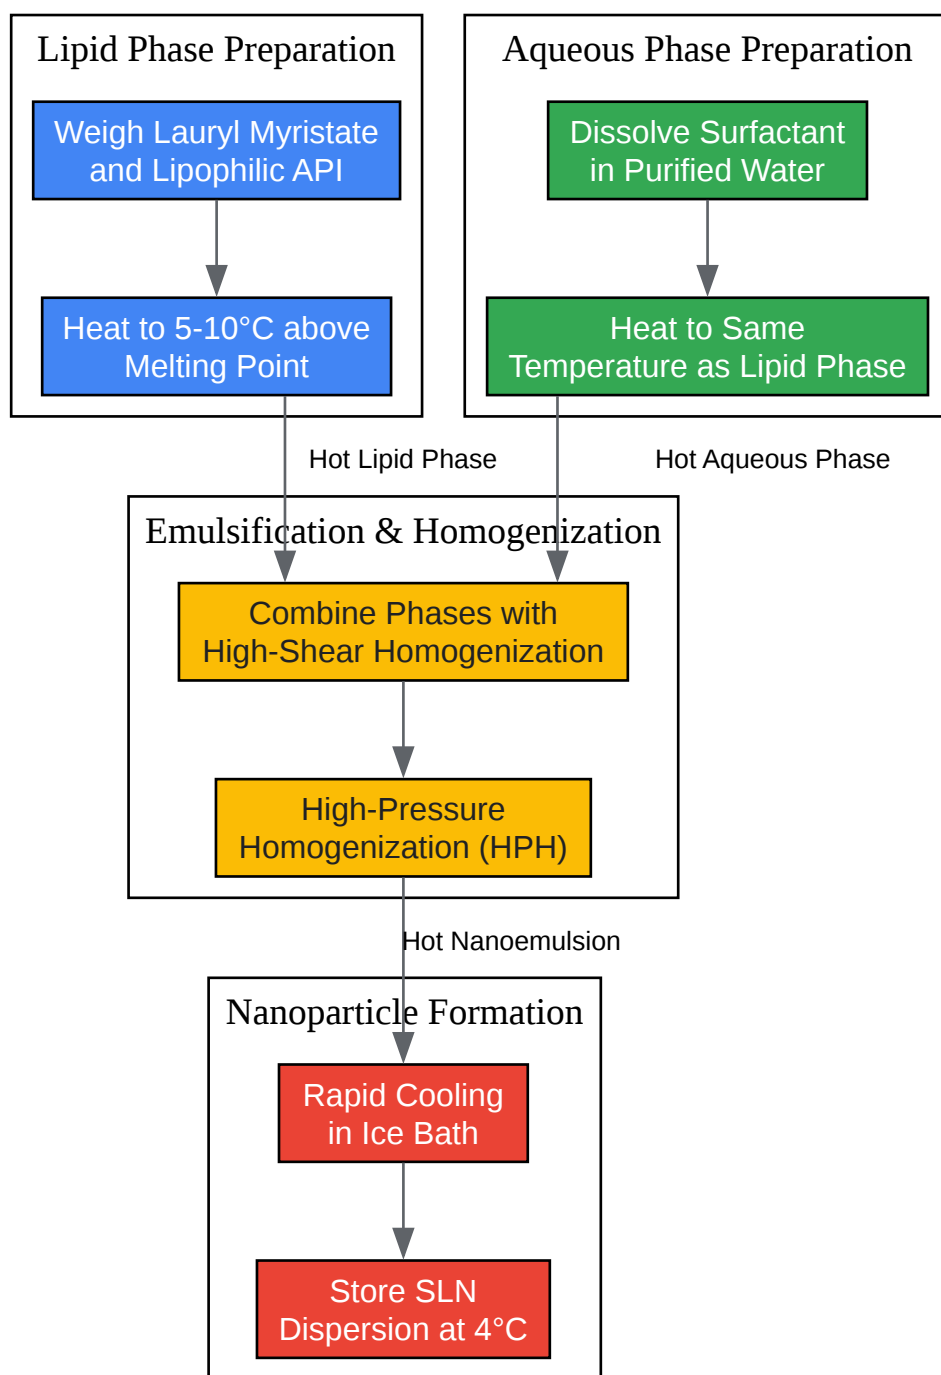 Lipid Phase Preparation
Weigh Lauryl Myristate
and Lipophilic API
Heat to 5-10°C above
Melting Point
Aqueous Phase Preparation
Dissolve Surfactant
in Purified Water
Heat to Same
Temperature as Lipid Phase
Hot Lipid Phase
Hot Aqueous Phase
Emulsification & Homogenization
Combine Phases with
High-Shear Homogenization
High-Pressure
Homogenization (HPH)
Hot Nanoemulsion
Nanoparticle Formation
Rapid Cooling
in Ice Bath
Store SLN
Dispersion at 4°C